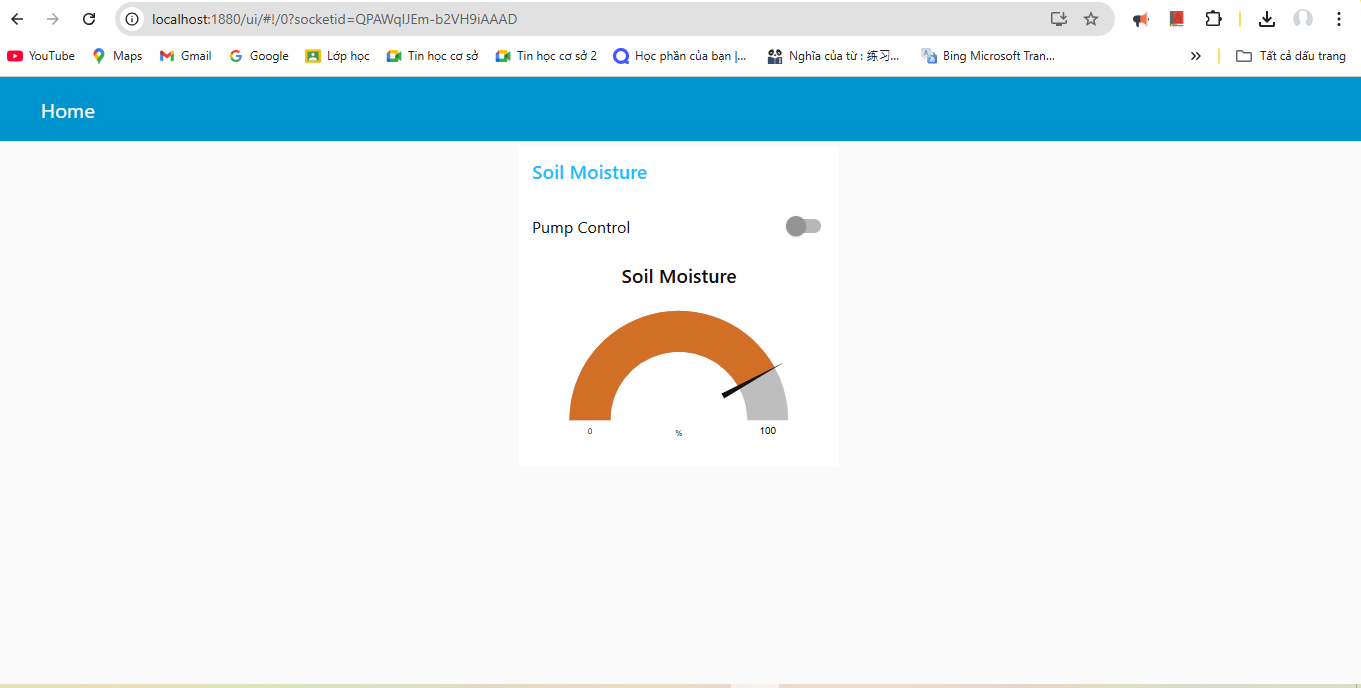 localhost:1880/ui/#!/0?socketid=QPAWqIJEm-b2VH9iAAAD
YouTube Maps Gmail Google Lớp học Tin học cơ sở Tin học cơ sở 2 Học phần của bạn |... Nghĩa của từ : 练习... Bing Microsoft Tran... Tất cả dấu trang
Home
Soil Moisture
Pump Control
Soil Moisture
0 % 100